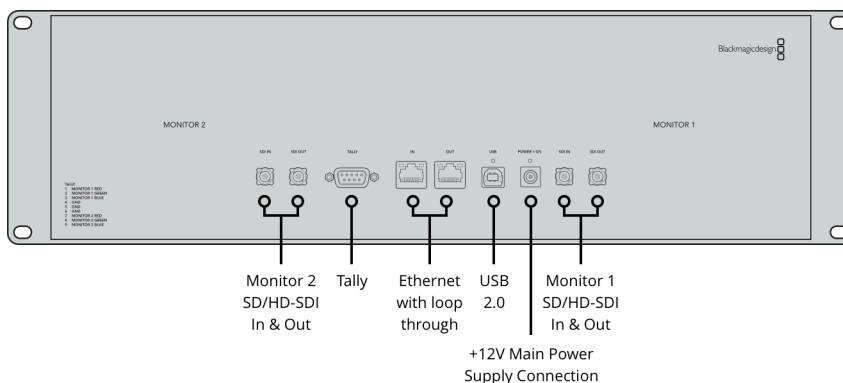 Blackmagicdesign
MONITOR 2
MONITOR 1
SDI IN
SDI OUT
TALLY
IN
OUT
USB
POWER +12V
SDI IN
SDI OUT
TALLY
1 MONITOR 1 RED
2 MONITOR 1 GREEN
3 MONITOR 1 BLUE
4 GND
5 GND
6 GND
7 MONITOR 2 RED
8 MONITOR 2 GREEN
9 MONITOR 2 BLUE
Monitor 2
SD/HD-SDI
In & Out
Tally
Ethernet
with loop
through
USB
2.0
Monitor 1
SD/HD-SDI
In & Out
+12V Main Power
Supply Connection